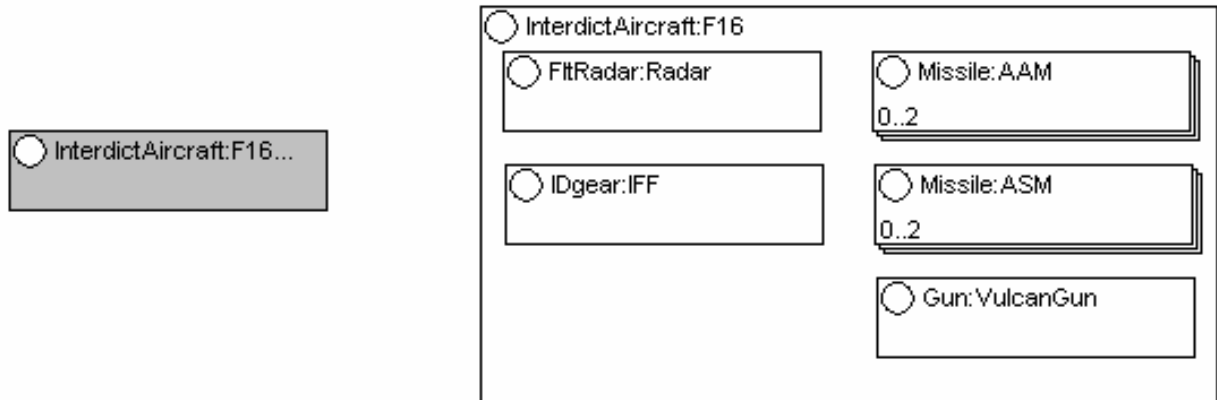 InterdictAircraft:F16...
InterdictAircraft:F16
FltRadar:Radar
Missile:AAM
0..2
IDgear:IFF
Missile:ASM
0..2
Gun:VulcanGun